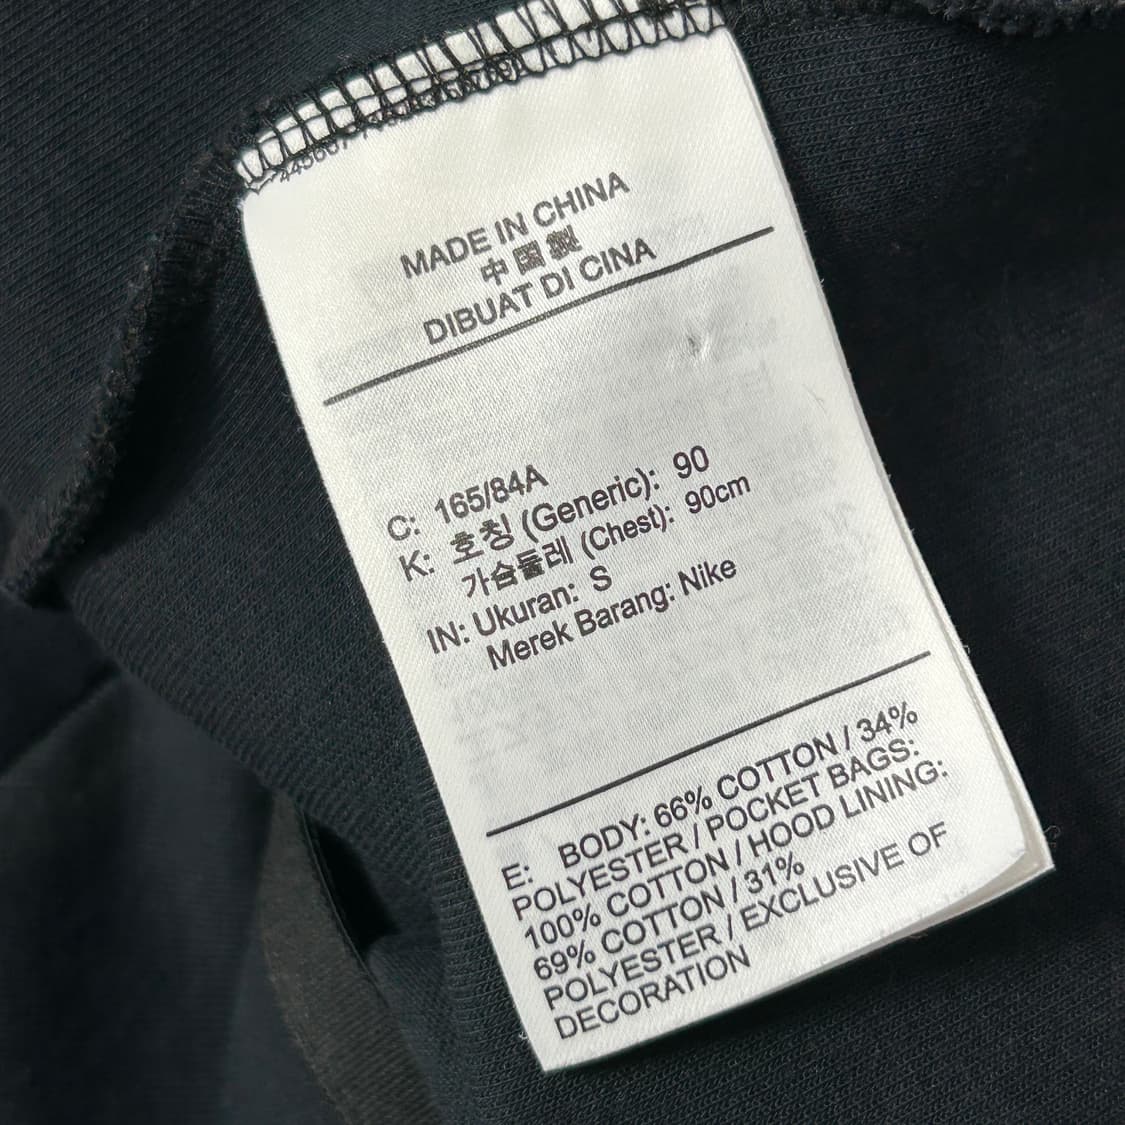 MADE IN CHINA
中国製
DIBUAT DI CINA
C: 165/84A
K: 호칭 (Generic): 90
가슴둘레 (Chest): 90cm
IN: Ukuran: S
Merek Barang: Nike
E: BODY: 66% COTTON / 34%
POLYESTER / POCKET BAGS:
100% COTTON / HOOD LINING:
69% COTTON / 31%
POLYESTER / EXCLUSIVE OF
DECORATION